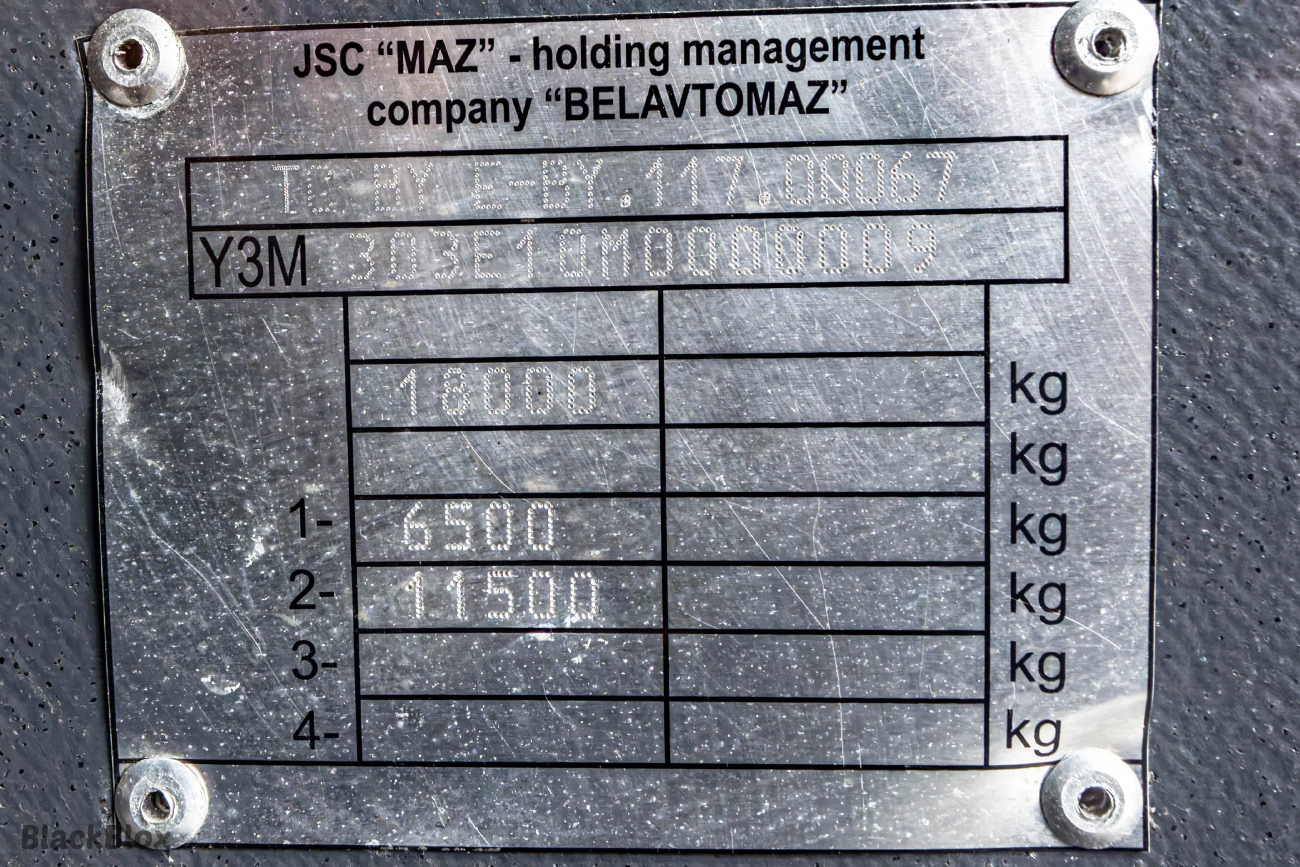 JSC “MAZ” - holding management
company “BELAVTOMAZ”
TC BY E-BY.117.00067
Y3M 303E10M0000009
18000 kg
kg
1- 6500 kg
2- 11500 kg
3- kg
4- kg
BlackBlox